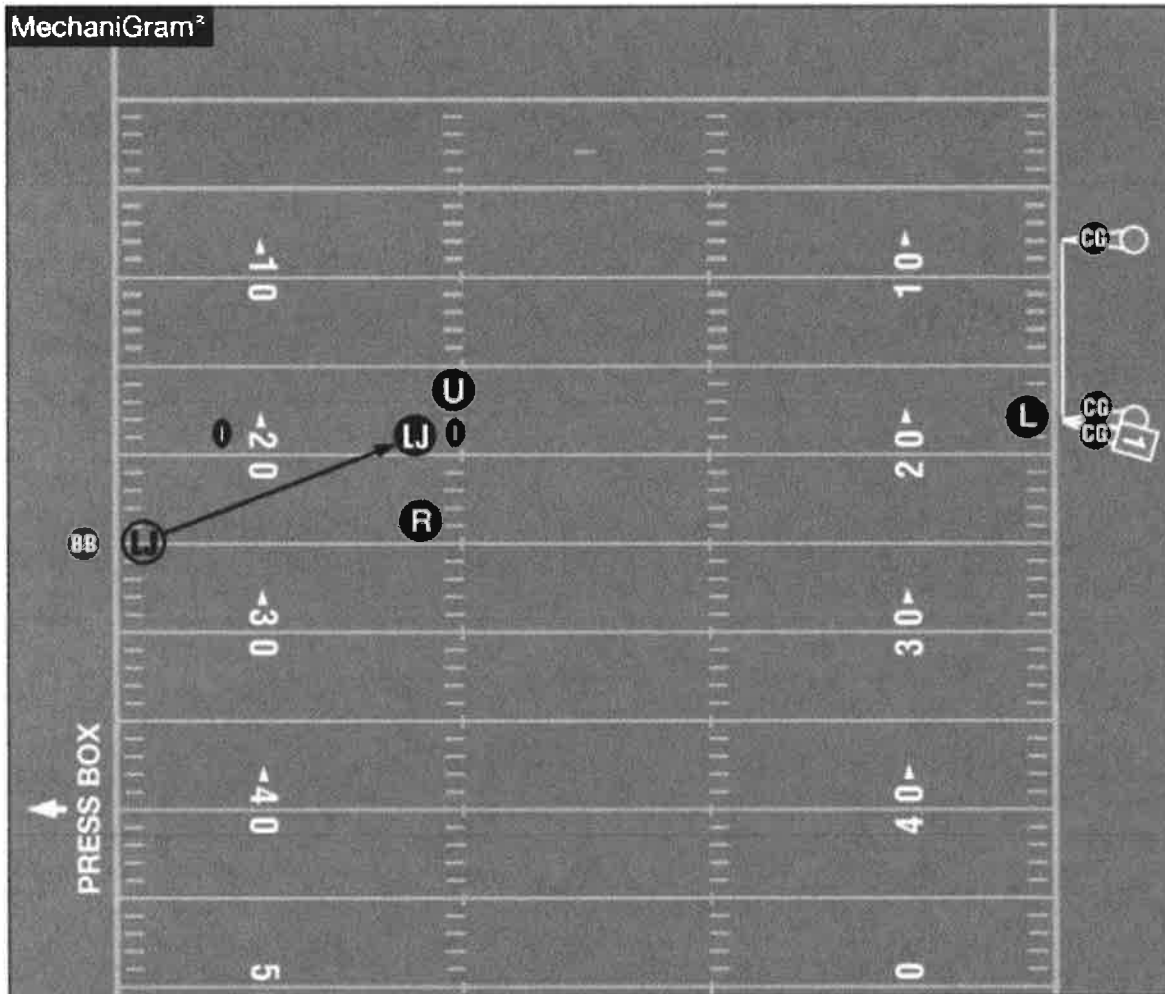 MechaniGram²
◂10
10▸
CG
U
L
CG
CG
1
◂20
20▸
LJ
R
BB
LJ
◂30
30▸
PRESS BOX
◂40
40▸
5
0